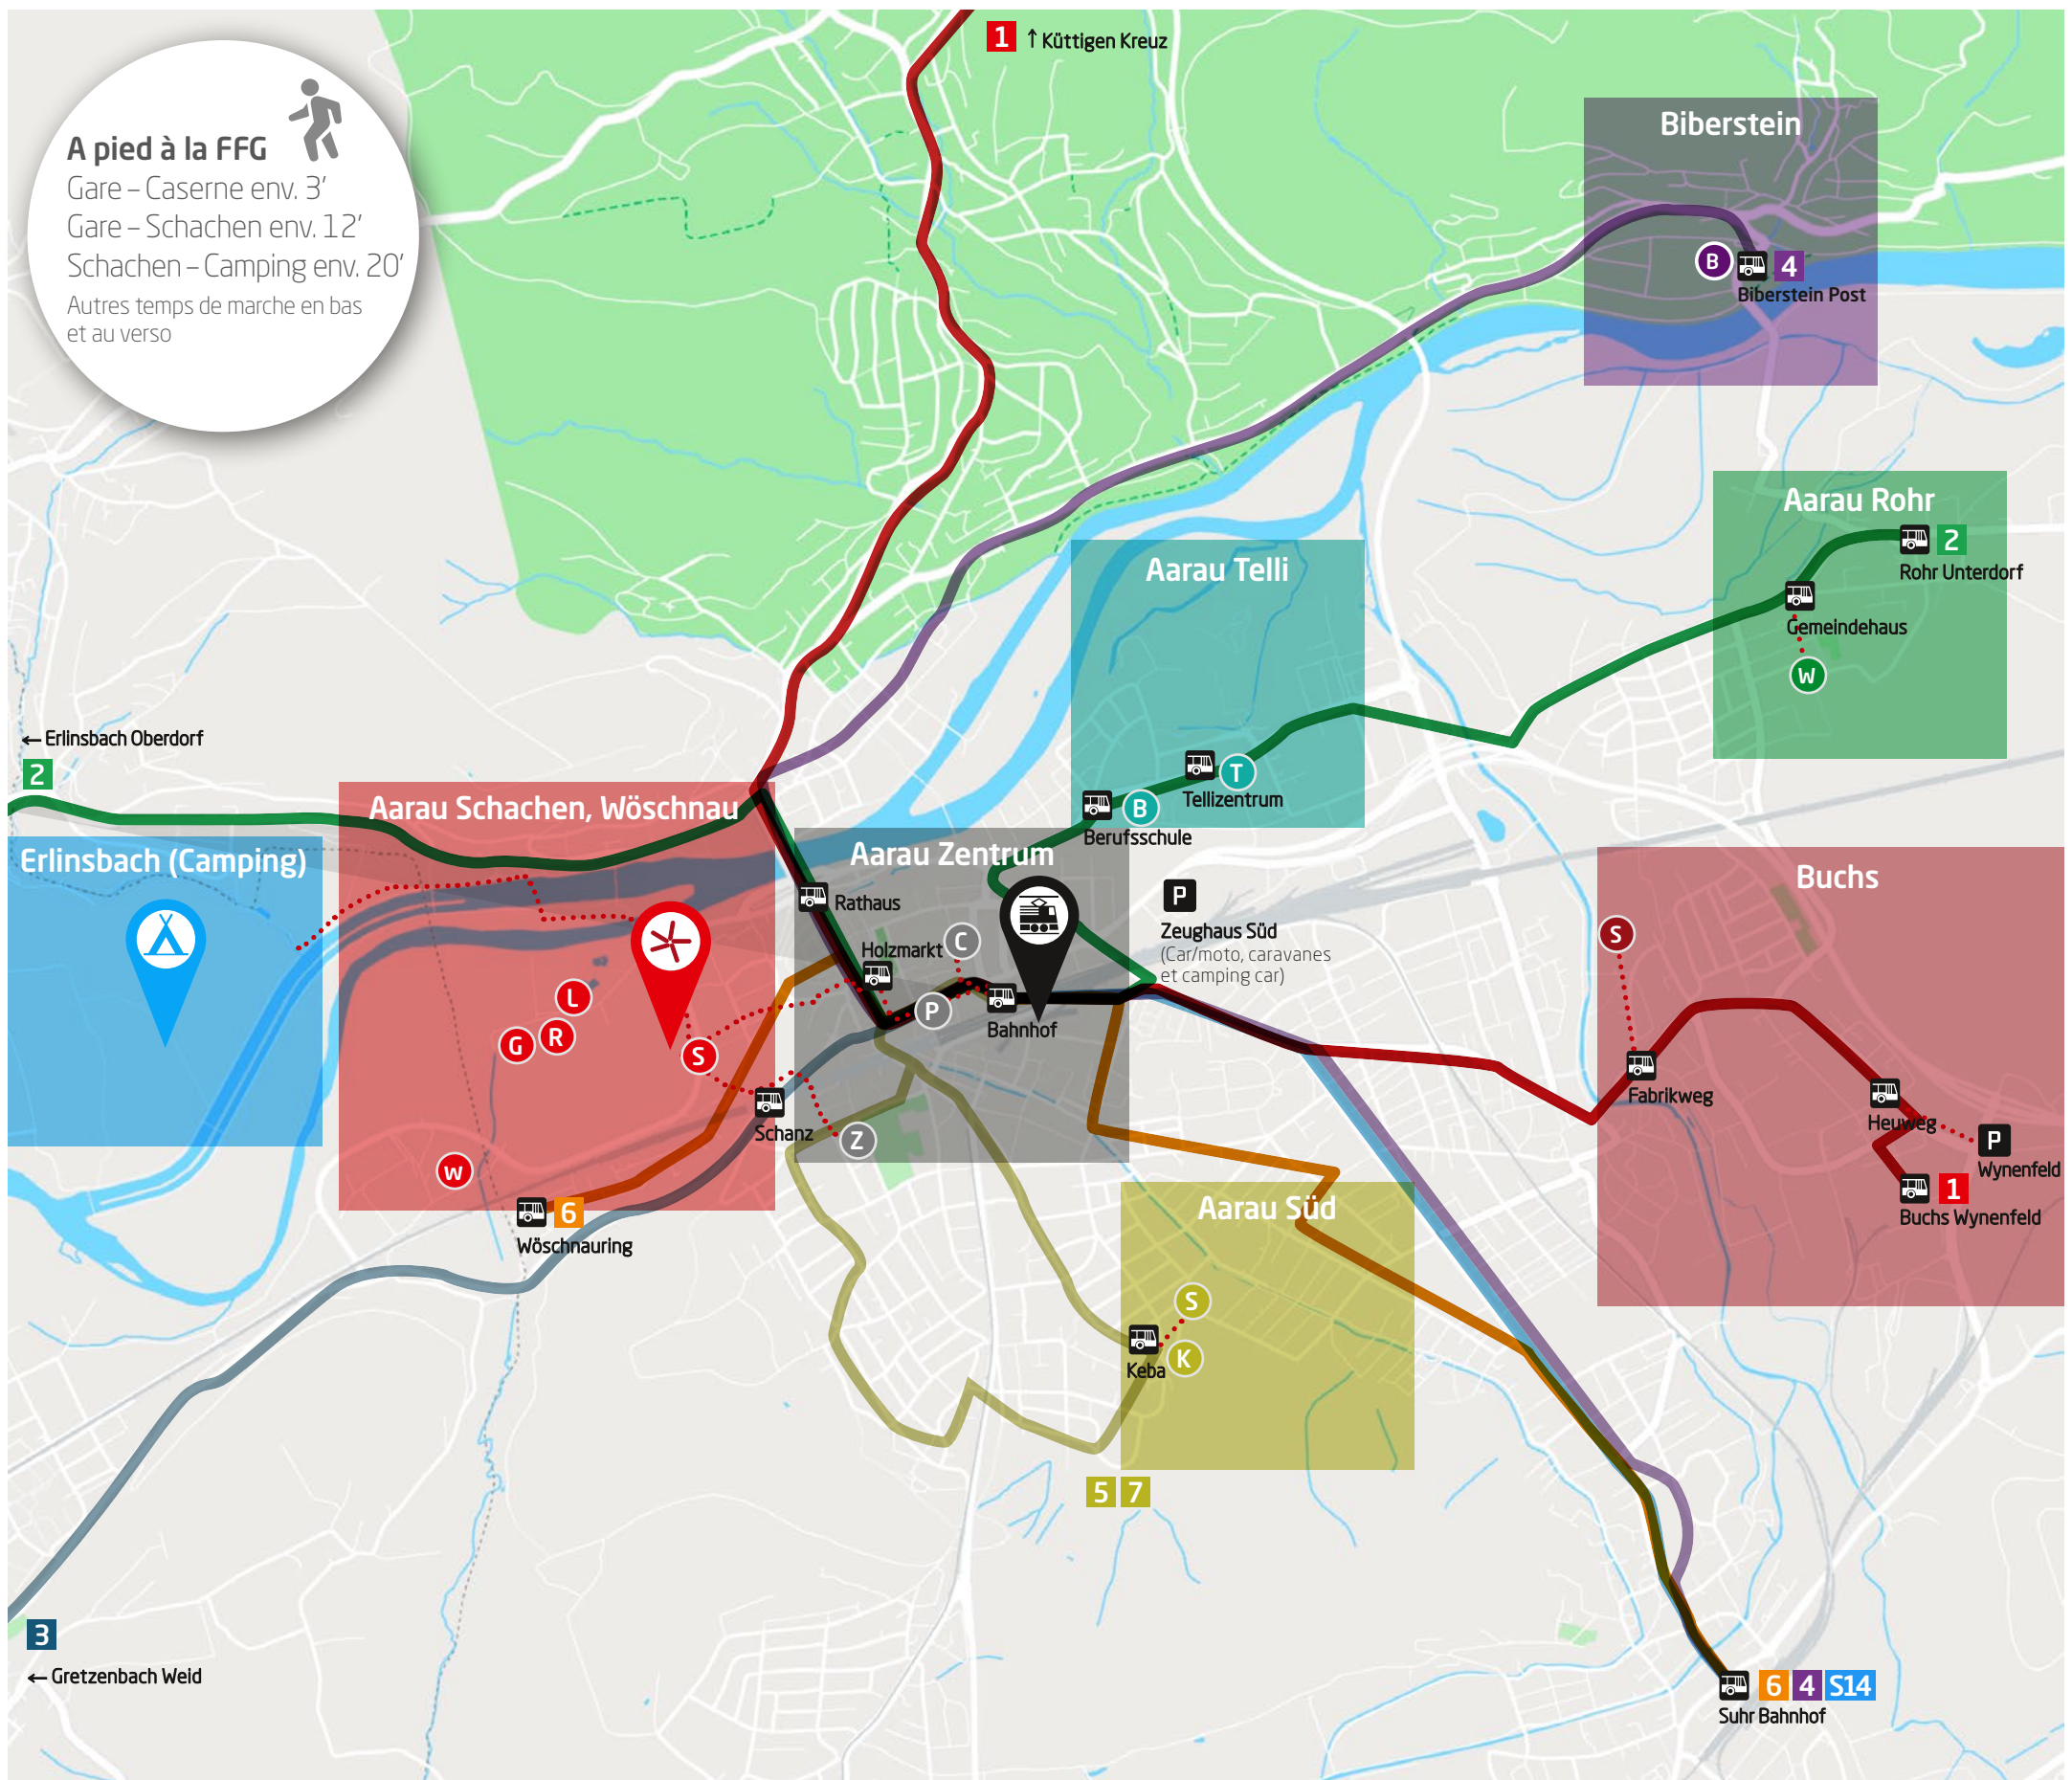 1 ↑ Küttigen Kreuz
A pied à la FFG
Gare – Caserne env. 3'
Gare – Schachen env. 12'
Schachen – Camping env. 20'
Autres temps de marche en bas
et au verso
Biberstein
B 4
Biberstein Post
Aarau Rohr
2
Rohr Unterdorf
Gemeindehaus
W
Aarau Telli
T
Tellizentrum
B
Berufsschule
← Erlinsbach Oberdorf
2
Erlinsbach (Camping)
Aarau Schachen, Wöschnau
L
R
G
S
W
6
Wöschnauring
Schanz
Aarau Zentrum
Rathaus
Holzmarkt
C
P
Bahnhof
Z
P
Zeughaus Süd
(Car/moto, caravanes
et camping car)
Buchs
S
Fabrikweg
Heuweg
P
Wynenfeld
1
Buchs Wynenfeld
Aarau Süd
S
Keba
K
5 7
3
← Gretzenbach Weid
6 4 S14
Suhr Bahnhof